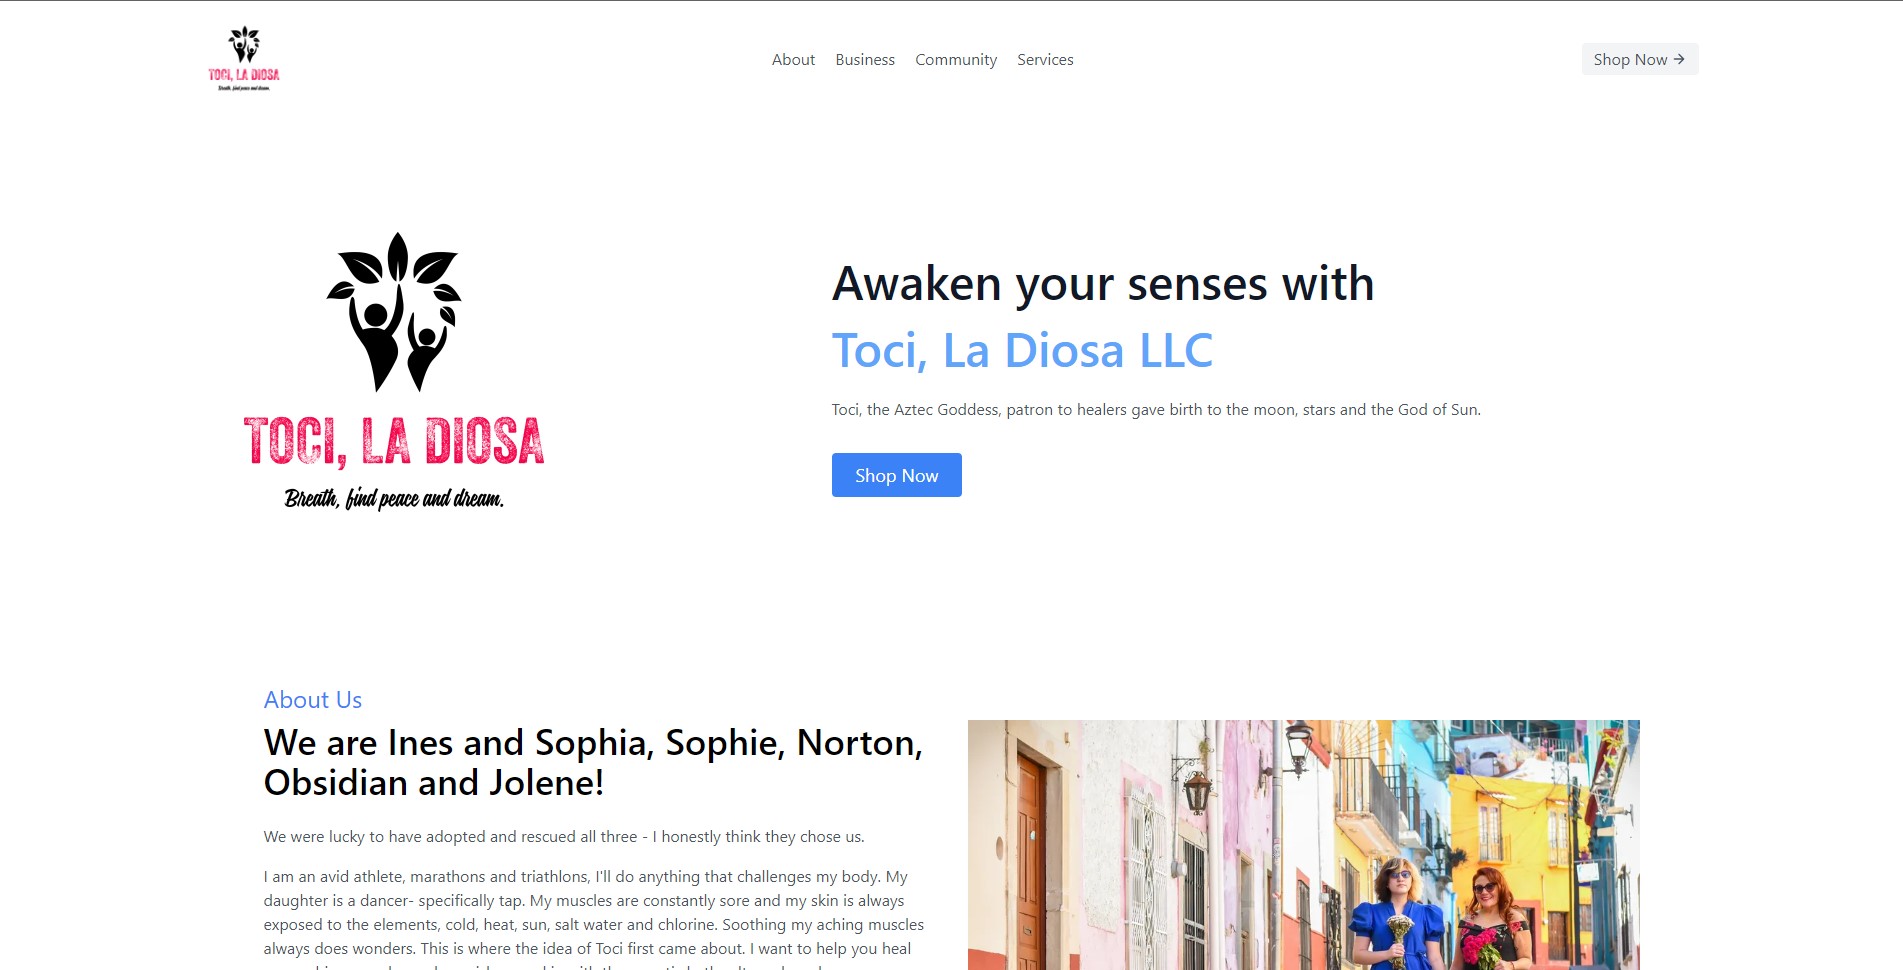 TOCI, LA DIOSA
Breath, find peace and dream.
About Business Community Services
Shop Now →
TOCI, LA DIOSA
Breath, find peace and dream.
Awaken your senses with
Toci, La Diosa LLC
Toci, the Aztec Goddess, patron to healers gave birth to the moon, stars and the God of Sun.
Shop Now
About Us
We are Ines and Sophia, Sophie, Norton,
Obsidian and Jolene!
We were lucky to have adopted and rescued all three - I honestly think they chose us.
I am an avid athlete, marathons and triathlons, I'll do anything that challenges my body. My
daughter is a dancer- specifically tap. My muscles are constantly sore and my skin is always
exposed to the elements, cold, heat, sun, salt water and chlorine. Soothing my aching muscles
always does wonders. This is where the idea of Toci first came about. I want to help you heal